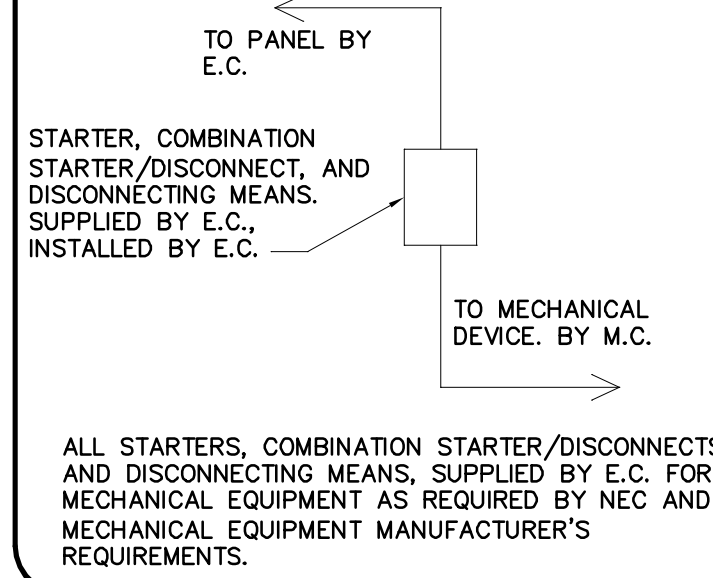 TO PANEL BY
E.C.
STARTER, COMBINATION
STARTER/DISCONNECT, AND
DISCONNECTING MEANS.
SUPPLIED BY E.C.,
INSTALLED BY E.C.
TO MECHANICAL
DEVICE. BY M.C.
ALL STARTERS, COMBINATION STARTER/DISCONNECTS
AND DISCONNECTING MEANS, SUPPLIED BY E.C. FOR
MECHANICAL EQUIPMENT AS REQUIRED BY NEC AND
MECHANICAL EQUIPMENT MANUFACTURER'S
REQUIREMENTS.